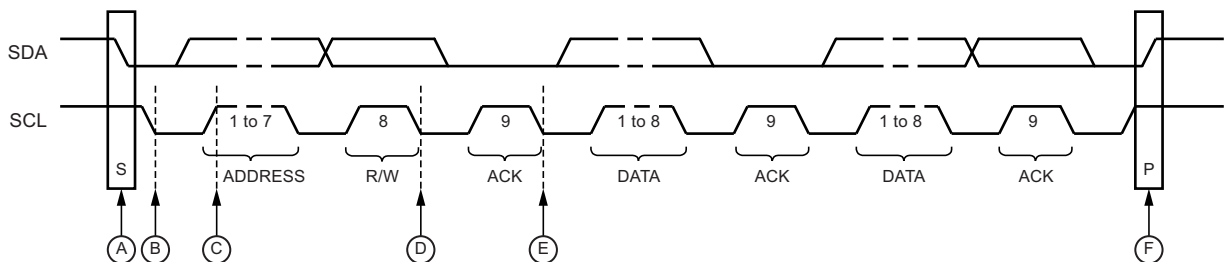 SDA
SCL
1 to 7
8
9
1 to 8
9
1 to 8
9
S
ADDRESS
R/W
ACK
DATA
ACK
DATA
ACK
P
A
B
C
D
E
F